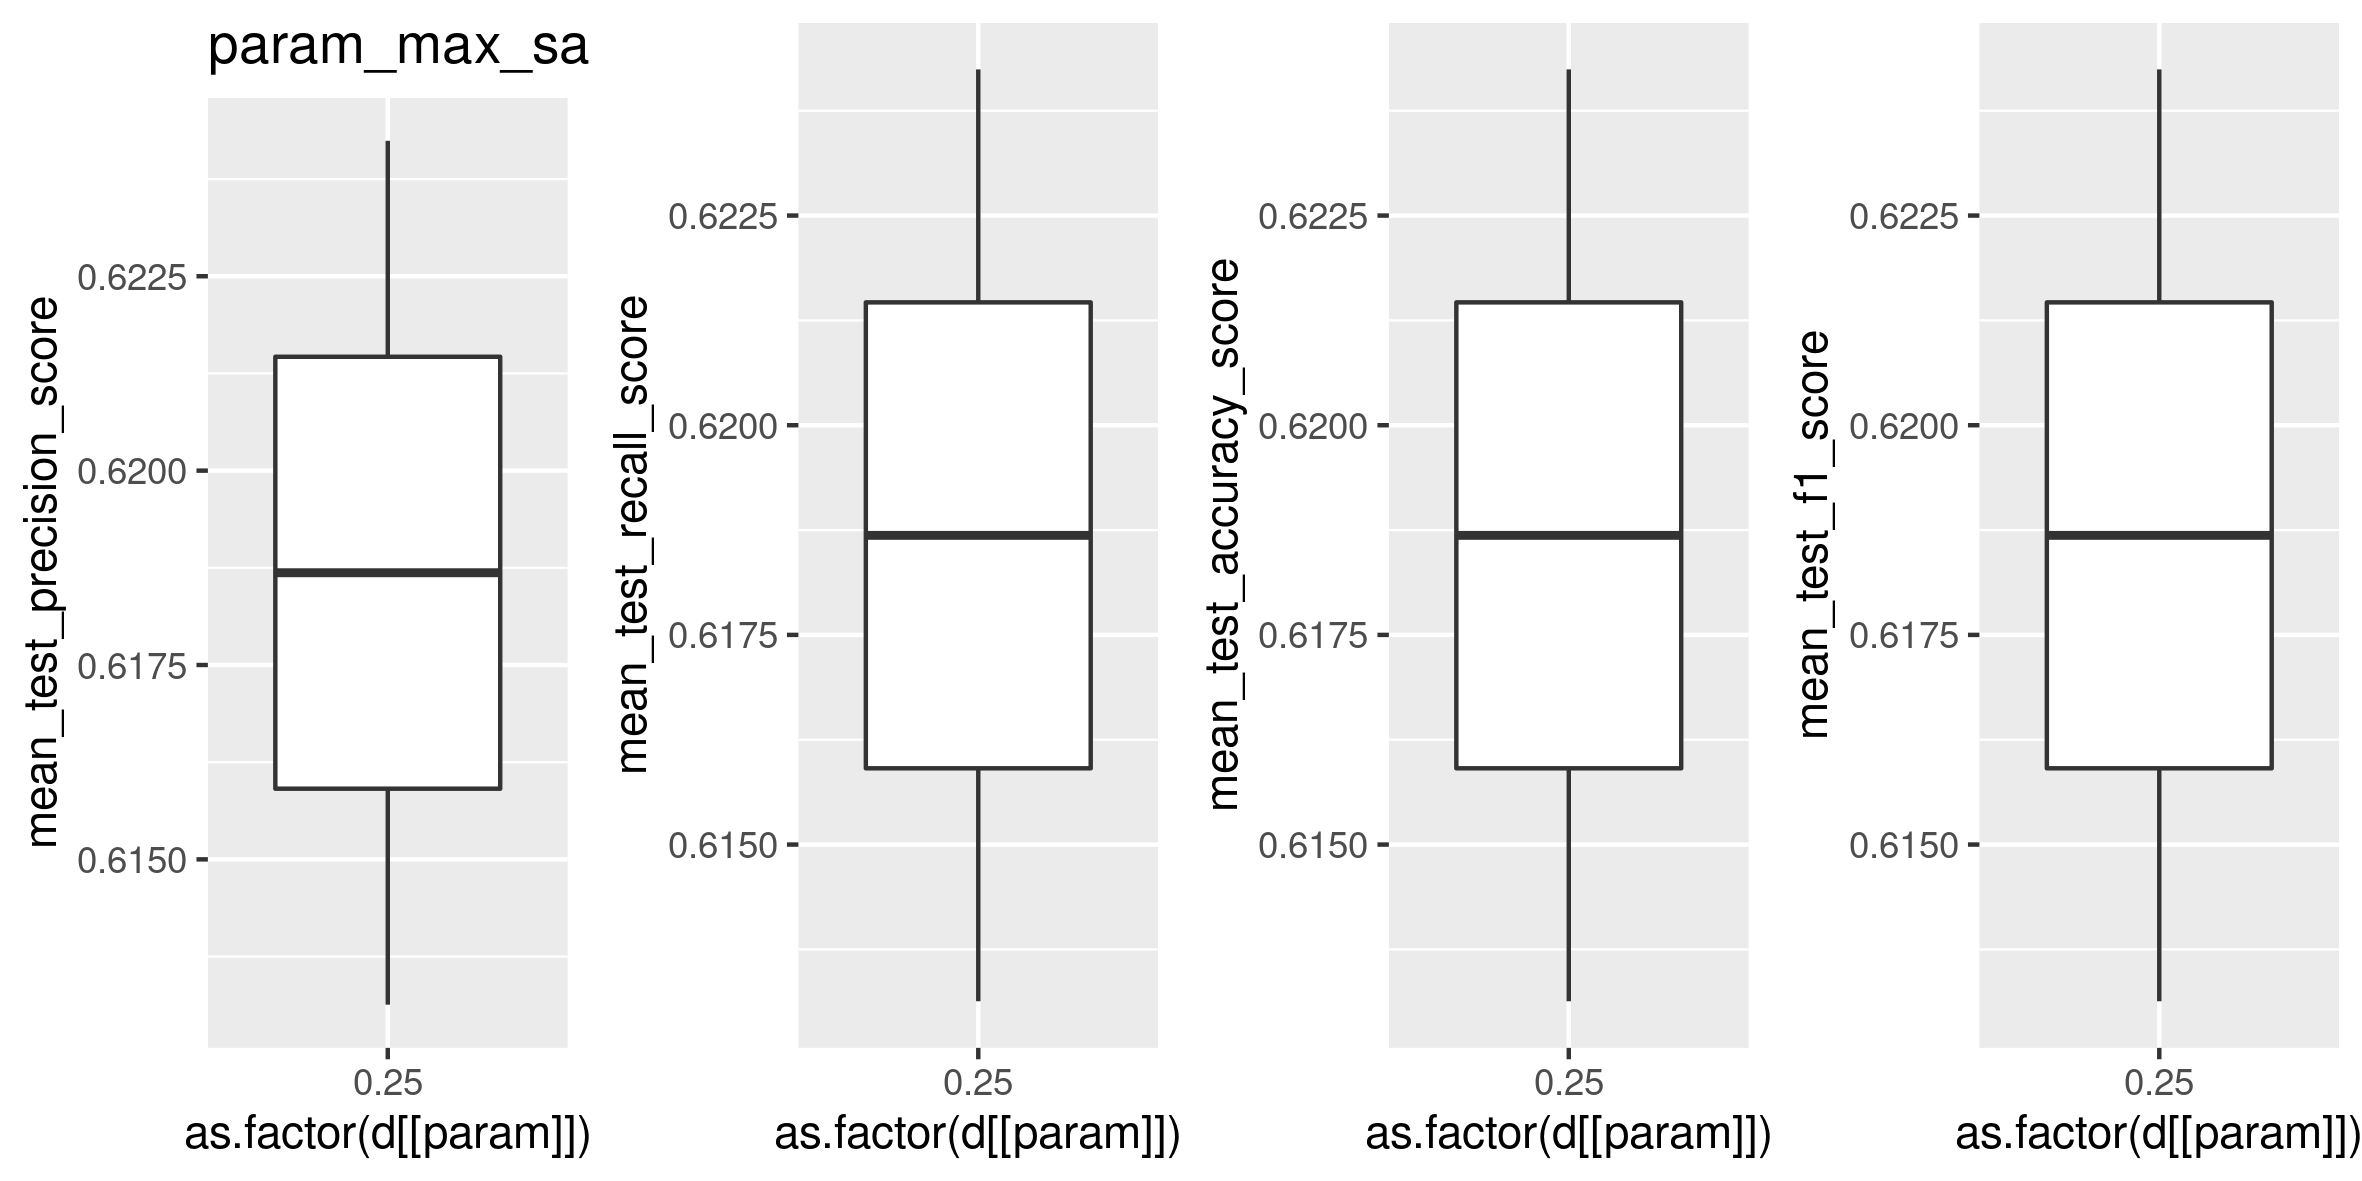 param_max_sa
mean_test_precision_score
0.6225
0.6200
0.6175
0.6150
0.25
as.factor(d[[param]])
mean_test_recall_score
0.6225
0.6200
0.6175
0.6150
0.25
as.factor(d[[param]])
mean_test_accuracy_score
0.6225
0.6200
0.6175
0.6150
0.25
as.factor(d[[param]])
mean_test_f1_score
0.6225
0.6200
0.6175
0.6150
0.25
as.factor(d[[param]])